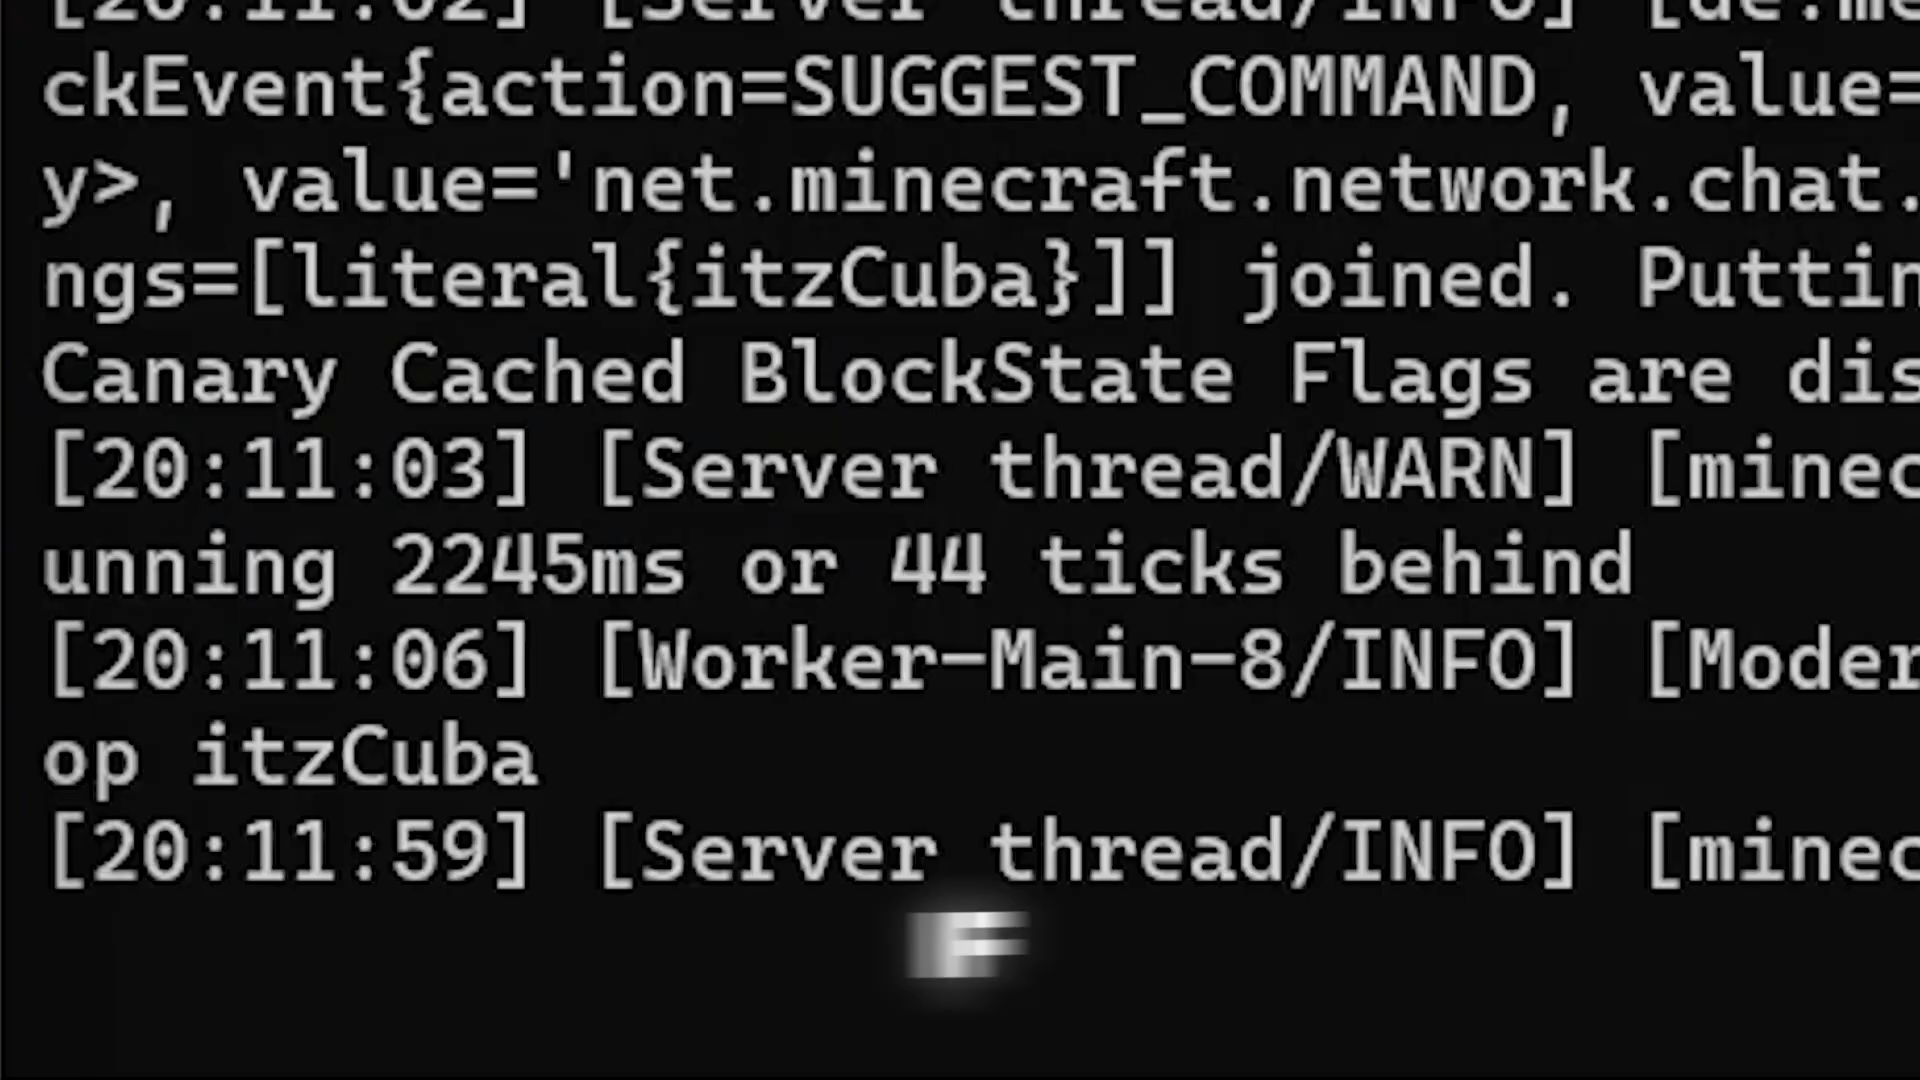 [20:11:02] [Server thread/INFO] [de.me
ckEvent{action=SUGGEST_COMMAND, value=
y>, value='net.minecraft.network.chat.
ngs=[literal{itzCuba}]] joined. Puttin
Canary Cached BlockState Flags are dis
[20:11:03] [Server thread/WARN] [minec
unning 2245ms or 44 ticks behind
[20:11:06] [Worker-Main-8/INFO] [Moder
op itzCuba
[20:11:59] [Server thread/INFO] [minec
F